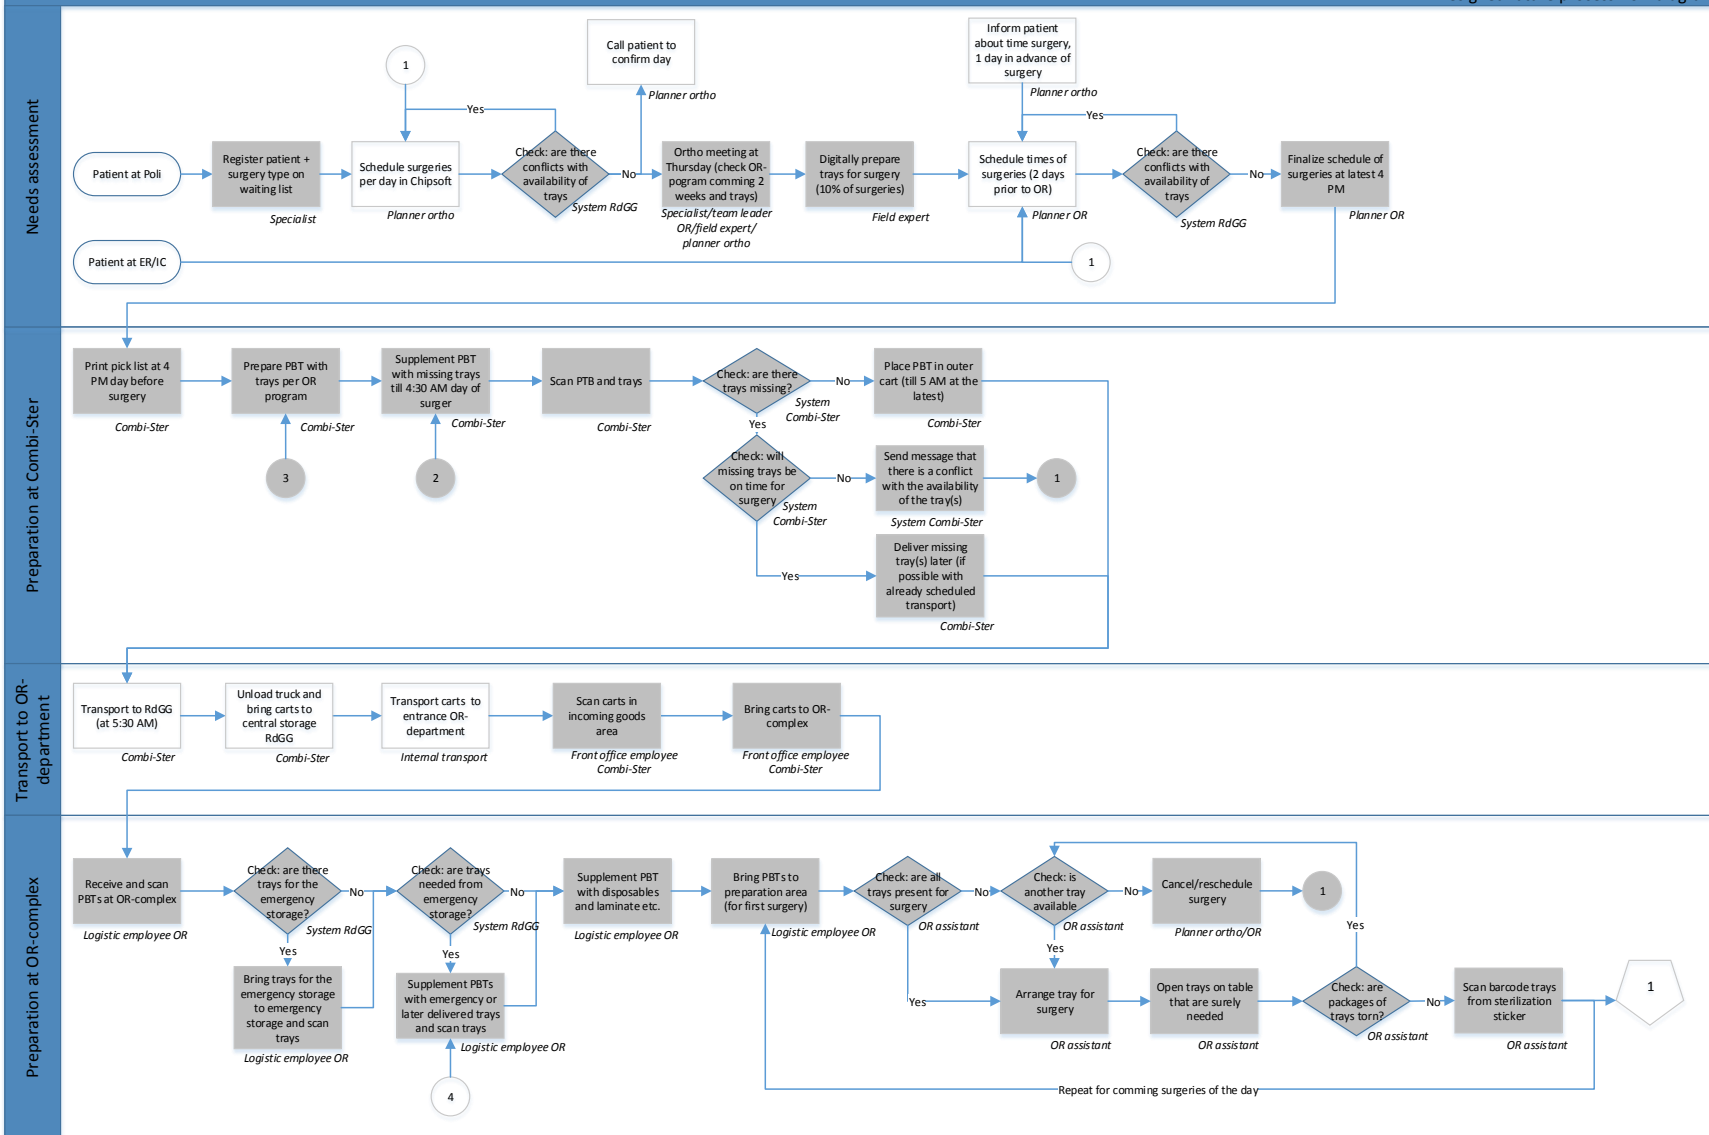 Needs assessment
1
Call patient to
confirm day
Planner ortho
Inform patient
about time surgery,
1 day in advance of
surgery
Planner ortho
Yes
Yes
Patient at Poli
Register patient +
surgery type on
waiting list
Specialist
Schedule surgeries
per day in Chipsoft
Planner ortho
Check: are there
conflicts with
availability of
trays
System RdGG
No
Ortho meeting at
Thursday (check OR-
pogram comming 2
weeks and trays)
Specialist/team leader
OR/field expert/
planner ortho
Digitally prepare
trays for surgery
(10% of surgeries)
Field expert
Schedule times of
surgeries (2 days
prior to OR)
Planner OR
Check: are there
conflicts with
availability of
trays
System RdGG
No
Finalize schedule of
surgeries at latest 4
PM
Planner OR
Patient at ER/IC
1
Preparation at Combi-Ster
Print pick list at 4
PM day before
surgery
Combi-Ster
Prepare PBT with
trays per OR
program
Combi-Ster
3
Supplement PBT
with missing trays
till 4:30 AM day of
surger
Combi-Ster
2
Scan PTB and trays
Combi-Ster
Check: are there
trays missing?
System
Combi-Ster
No
Place PBT in outer
cart (till 5 AM at the
latest)
Combi-Ster
Yes
Check: will
missing trays be
on time for
surgery
System
Combi-Ster
No
Send message that
there is a conflict
with the availability
of the tray(s)
System Combi-Ster
1
Yes
Deliver missing
tray(s) later (if
possible with
already scheduled
transport)
Combi-Ster
Transport to OR-
department
Transport to RdGG
(at 5:30 AM)
Combi-Ster
Unload truck and
bring carts to
central storage
RdGG
Combi-Ster
Transport carts to
entrance OR-
department
Internal transport
Scan carts in
incoming goods
area
Front office employee
Combi-Ster
Bring carts to OR-
complex
Front office employee
Combi-Ster
Preparation at OR-complex
Receive and scan
PBTs at OR-complex
Logistic employee OR
Check: are there
trays for the
emergency
storage?
System RdGG
No
Yes
Bring trays for the
emergency storage
to emergency
storage and scan
trays
Logistic employee OR
Check: are trays
needed from
emergency
storage?
System RdGG
No
Yes
Supplement PBTs
with emergency or
later delivered trays
and scan trays
Logistic employee OR
4
Supplement PBT
with disposables
and laminate etc.
Logistic employee OR
Bring PBTs to
preparation area
(for first surgery)
Logistic employee OR
Check: are all
trays present for
surgery
OR assistant
No
Yes
Check: is
another tray
available
OR assistant
No
Yes
Cancel/reschedule
surgery
Planner ortho/OR
1
Arrange tray for
surgery
OR assistant
Open trays on table
that are surely
needed
OR assistant
Yes
Check: are
packages of
trays torn?
OR assistant
No
Scan barcode trays
from sterilization
sticker
OR assistant
1
Repeat for comming surgeries of the day